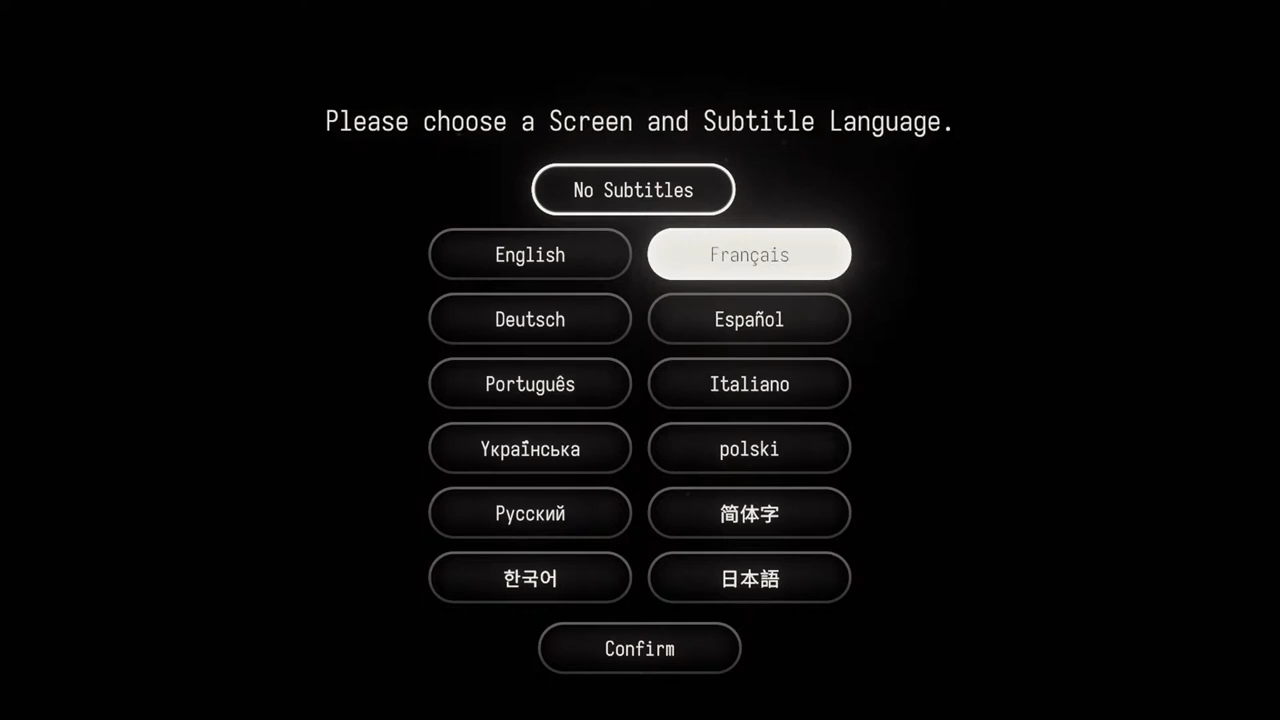 Please choose a Screen and Subtitle Language.
No Subtitles
English
Français
Deutsch
Español
Português
Italiano
Українська
polski
Русский
简体字
한국어
日本語
Confirm